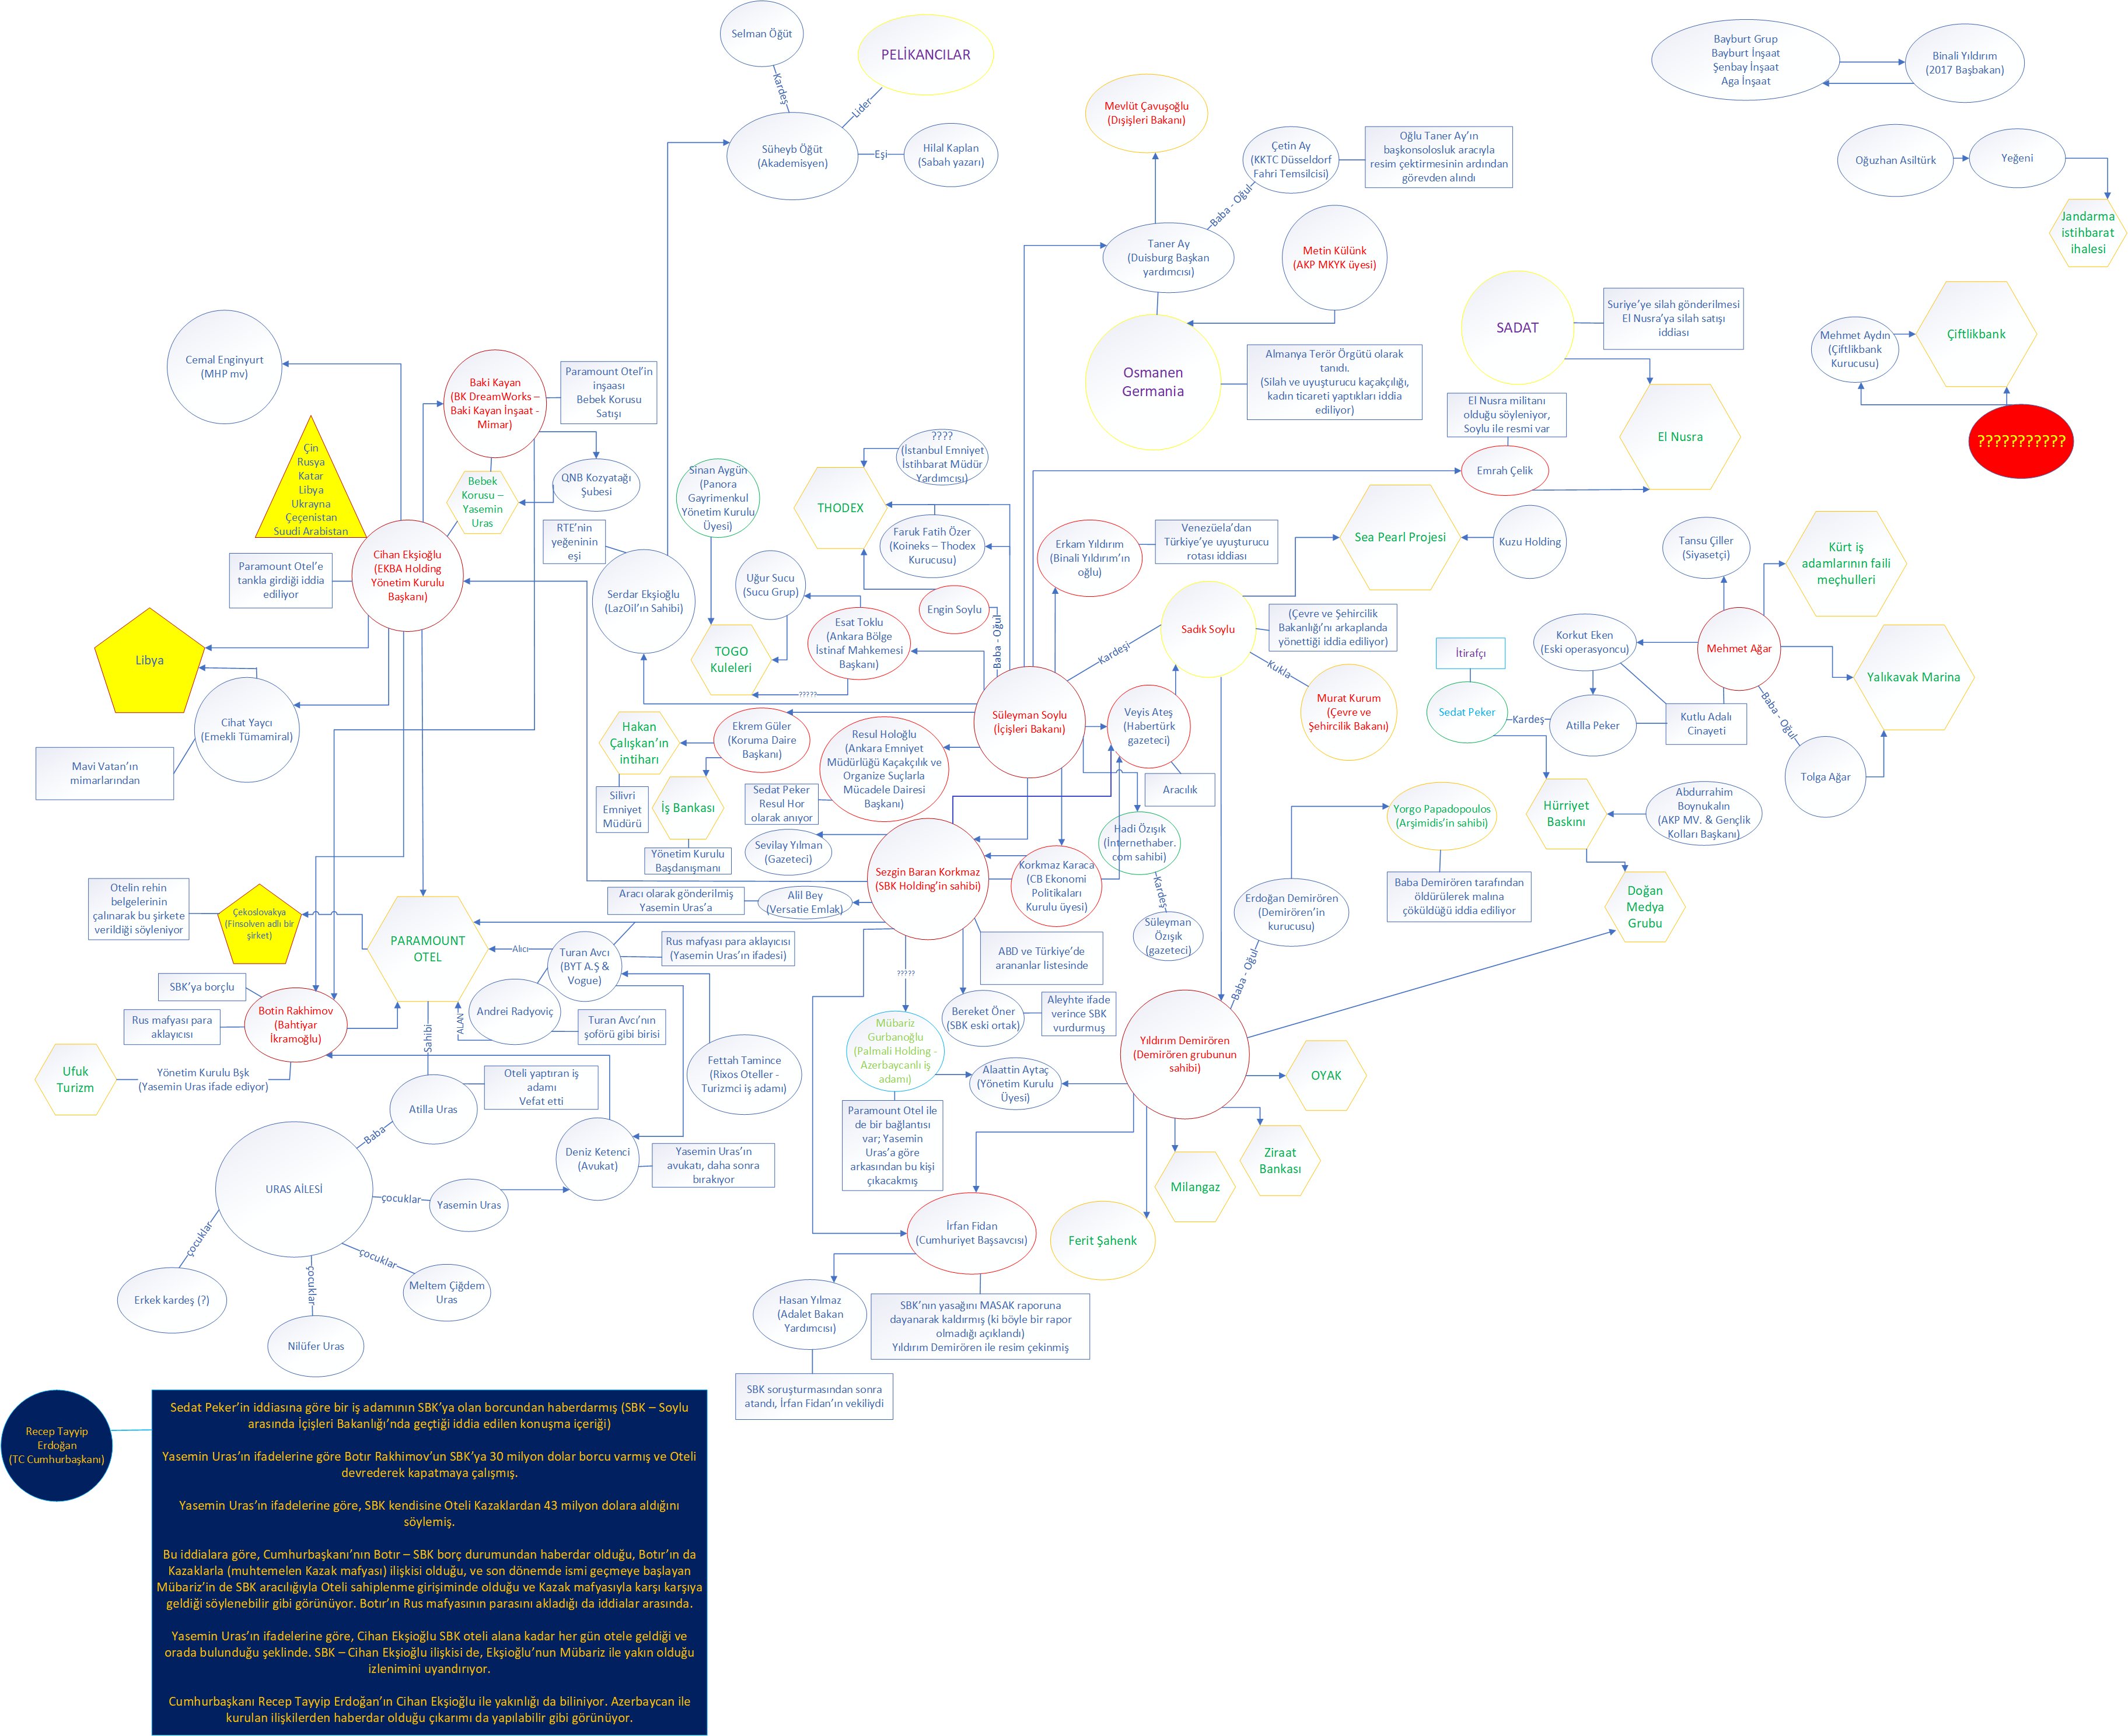 Selman Öğüt
Kardeş
PELİKANCILAR
Lider
Süheyb Öğüt
(Akademisyen)
Eşi
Hilal Kaplan
(Sabah yazarı)
Mevlüt Çavuşoğlu
(Dışişleri Bakanı)
Çetin Ay
(KKTC Düsseldorf
Fahri Temsilcisi)
Oğlu Taner Ay’ın
başkonsolosluk aracıyla
resim çektirmesinin ardından
görevden alındı
Baba - Oğul
Taner Ay
(Duisburg Başkan
yardımcısı)
Metin Külünk
(AKP MKYK üyesi)
Osmanen
Germania
Almanya Terör Örgütü olarak
tanıdı.
(Silah ve uyuşturucu kaçakçılığı,
kadın ticareti yaptıkları iddia
ediliyor)
Bayburt Grup
Bayburt İnşaat
Şenbay İnşaat
Aga İnşaat
Binali Yıldırım
(2017 Başbakan)
Oğuzhan Asiltürk
Yeğeni
Jandarma
istihbarat
ihalesi
SADAT
Suriye’ye silah gönderilmesi
El Nusra’ya silah satışı
iddiası
Mehmet Aydın
(Çiftlikbank
Kurucusu)
Çiftlikbank
???????????
El Nusra militanı
olduğu söyleniyor,
Soylu ile resmi var
El Nusra
Emrah Çelik
Cemal Enginyurt
(MHP mv)
Baki Kayan
(BK DreamWorks –
Baki Kayan İnşaat -
Mimar)
Paramount Otel’in
inşaası
Bebek Korusu
Satışı
Çin
Rusya
Katar
Libya
Ukrayna
Çeçenistan
Suudi Arabistan
Bebek
Korusu –
Yasemin
Uras
QNB Kozyatağı
Şubesi
Cihan Ekşioğlu
(EKBA Holding
Yönetim Kurulu
Başkanı)
Paramount Otel’e
tankla girdiği iddia
ediliyor
RTE’nin
yeğeninin
eşi
Serdar Ekşioğlu
(LazOil’ın Sahibi)
Libya
Cihat Yaycı
(Emekli Tümamiral)
Mavi Vatan’ın
mimarlarından
Sinan Aygün
(Panora
Gayrimenkul
Yönetim Kurulu
Üyesi)
THODEX
????
(İstanbul Emniyet
İstihbarat Müdür
Yardımcısı)
Faruk Fatih Özer
(Koineks – Thodex
Kurucusu)
Uğur Sucu
(Sucu Grup)
Engin Soylu
Baba - Oğul
Esat Toklu
(Ankara Bölge
İstinaf Mahkemesi
Başkanı)
TOGO
Kuleleri
?????
Erkam Yıldırım
(Binali Yıldırım’ın
oğlu)
Venezüela’dan
Türkiye’ye uyuşturucu
rotası iddiası
Sea Pearl Projesi
Kuzu Holding
Sadık Soylu
(Çevre ve Şehircilik
Bakanlığı’nı arkaplanda
yönettiği iddia ediliyor)
Kardeşi
Kukla
Murat Kurum
(Çevre ve
Şehircilik Bakanı)
Süleyman Soylu
(İçişleri Bakanı)
Veyis Ateş
(Habertürk
gazeteci)
Aracılık
Tansu Çiller
(Siyasetçi)
Kürt iş
adamlarının faili
meçhulleri
Korkut Eken
(Eski operasyoncu)
Mehmet Ağar
Yalıkavak Marina
İtirafçı
Sedat Peker
Kardeş
Atilla Peker
Kutlu Adalı
Cinayeti
Baba - Oğul
Tolga Ağar
Hürriyet
Baskını
Abdurrahim
Boynukalın
(AKP MV. & Gençlik
Kolları Başkanı)
Doğan
Medya
Grubu
Hakan
Çalışkan’ın
intiharı
Ekrem Güler
(Koruma Daire
Başkanı)
Silivri
Emniyet
Müdürü
İş Bankası
Yönetim Kurulu
Başdanışmanı
Resul Holoğlu
(Ankara Emniyet
Müdürlüğü Kaçakçılık ve
Organize Suçlarla
Mücadele Dairesi
Başkanı)
Sedat Peker
Resul Hor
olarak anıyor
Sevilay Yılman
(Gazeteci)
Sezgin Baran Korkmaz
(SBK Holding’in sahibi)
Korkmaz Karaca
(CB Ekonomi
Politikaları
Kurulu üyesi)
Hadi Özışık
(İnternethaber.
com sahibi)
Kardeş
Süleyman
Özışık
(gazeteci)
Yorgo Papadopoulos
(Arşimidis’in sahibi)
Baba Demirören tarafından
öldürülerek malına
çöküldüğü iddia ediliyor
Erdoğan Demirören
(Demirören’in
kurucusu)
Baba - Oğul
Aracı olarak gönderilmiş
Yasemin Uras’a
Alil Bey
(Versatie Emlak)
Otelin rehin
belgelerinin
çalınarak bu şirkete
verildiği söyleniyor
Çekoslovakya
(Finsolven adlı bir
şirket)
PARAMOUNT
OTEL
Alıcı
Turan Avcı
(BYT A.Ş &
Vogue)
Rus mafyası para aklayıcısı
(Yasemin Uras’ın ifadesi)
ABD ve Türkiye’de
arananlar listesinde
?????
SBK’ya borçlu
Rus mafyası para
aklayıcısı
Botin Rakhimov
(Bahtiyar
İkramoğlu)
Andrei Radyoviç
ALAN
Turan Avcı’nın
şoförü gibi birisi
Sahibi
Ufuk
Turizm
Yönetim Kurulu Bşk
(Yasemin Uras ifade ediyor)
Fettah Tamince
(Rixos Oteller -
Turizmci iş adamı)
Mübariz
Gurbanoğlu
(Palmali Holding -
Azerbaycanlı iş
adamı)
Bereket Öner
(SBK eski ortak)
Aleyhte ifade
verince SBK
vurdurmuş
Alaattin Aytaç
(Yönetim Kurulu
Üyesi)
Yıldırım Demirören
(Demirören grubunun
sahibi)
OYAK
Ziraat
Bankası
Milangaz
Ferit Şahenk
Paramount Otel ile
de bir bağlantısı
var; Yasemin
Uras’a göre
arkasından bu kişi
çıkacakmış
Atilla Uras
Oteli yaptıran iş
adamı
Vefat etti
Baba
URAS AİLESİ
Deniz Ketenci
(Avukat)
Yasemin Uras’ın
avukatı, daha sonra
bırakıyor
çocuklar
Yasemin Uras
çocuklar
Erkek kardeş (?)
çocuklar
Nilüfer Uras
çocuklar
Meltem Çiğdem
Uras
İrfan Fidan
(Cumhuriyet Başsavcısı)
Hasan Yılmaz
(Adalet Bakan
Yardımcısı)
SBK’nın yasağını MASAK raporuna
dayanarak kaldırmış (ki böyle bir rapor
olmadığı açıklandı)
Yıldırım Demirören ile resim çekinmiş
SBK soruşturmasından sonra
atandı, İrfan Fidan’ın vekiliydi
Recep Tayyip
Erdoğan
(TC Cumhurbaşkanı)
Sedat Peker’in iddiasına göre bir iş adamının SBK’ya olan borcundan haberdarmış (SBK – Soylu
arasında İçişleri Bakanlığı’nda geçtiği iddia edilen konuşma içeriği)
Yasemin Uras’ın ifadelerine göre Botır Rakhimov’un SBK’ya 30 milyon dolar borcu varmış ve Oteli
devrederek kapatmaya çalışmış.
Yasemin Uras’ın ifadelerine göre, SBK kendisine Oteli Kazaklardan 43 milyon dolara aldığını
söylemiş.
Bu iddialara göre, Cumhurbaşkanı’nın Botır – SBK borç durumundan haberdar olduğu, Botır’ın da
Kazaklarla (muhtemelen Kazak mafyası) ilişkisi olduğu, ve son dönemde ismi geçmeye başlayan
Mübariz’in de SBK aracılığıyla Oteli sahiplenme girişiminde olduğu ve Kazak mafyasıyla karşı karşıya
geldiği söylenebilir gibi görünüyor. Botır’ın Rus mafyasının parasını akladığı da iddialar arasında.
Yasemin Uras’ın ifadelerine göre, Cihan Ekşioğlu SBK oteli alana kadar her gün otele geldiği ve
orada bulunduğu şeklinde. SBK – Cihan Ekşioğlu ilişkisi de, Ekşioğlu’nun Mübariz ile yakın olduğu
izlenimini uyandırıyor.
Cumhurbaşkanı Recep Tayyip Erdoğan’ın Cihan Ekşioğlu ile yakınlığı da biliniyor. Azerbaycan ile
kurulan ilişkilerden haberdar olduğu çıkarımı da yapılabilir gibi görünüyor.